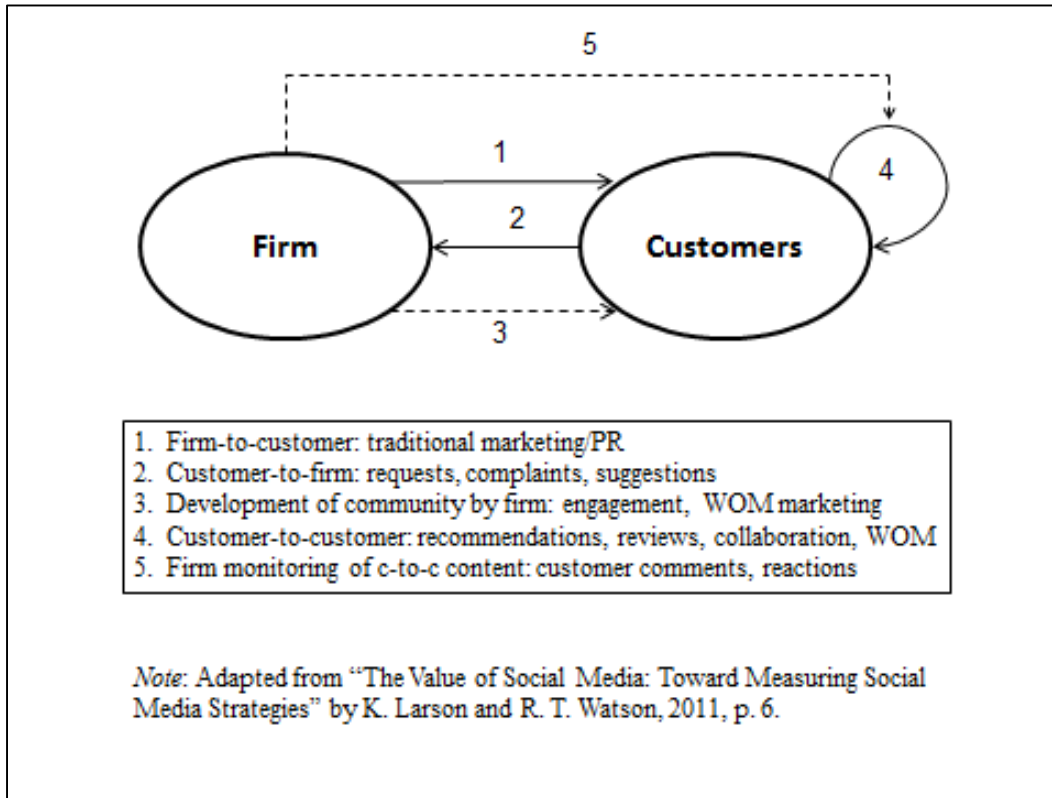 5
1
4
2
Firm
Customers
3
1. Firm-to-customer: traditional marketing/PR
2. Customer-to-firm: requests, complaints, suggestions
3. Development of community by firm: engagement, WOM marketing
4. Customer-to-customer: recommendations, reviews, collaboration, WOM
5. Firm monitoring of c-to-c content: customer comments, reactions
Note: Adapted from “The Value of Social Media: Toward Measuring Social
Media Strategies” by K. Larson and R. T. Watson, 2011, p. 6.